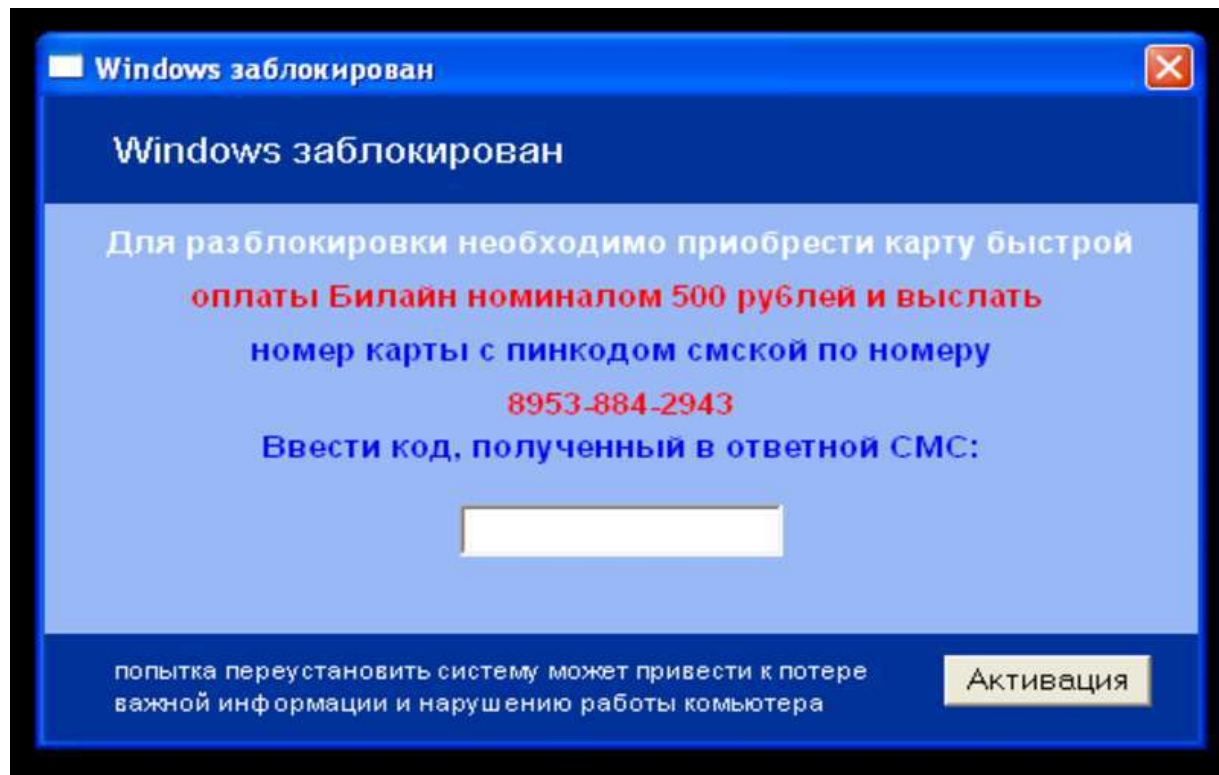 Windows заблокирован
Windows заблокирован
Для разблокировки необходимо приобрести карту быстрой
оплаты Билайн номиналом 500 рублей и выслать
номер карты с пинкодом смской по номеру
8953-884-2943
Ввести код, полученный в ответной СМС:
попытка переустановить систему может привести к потере
важной информации и нарушению работы комьютера
Активация